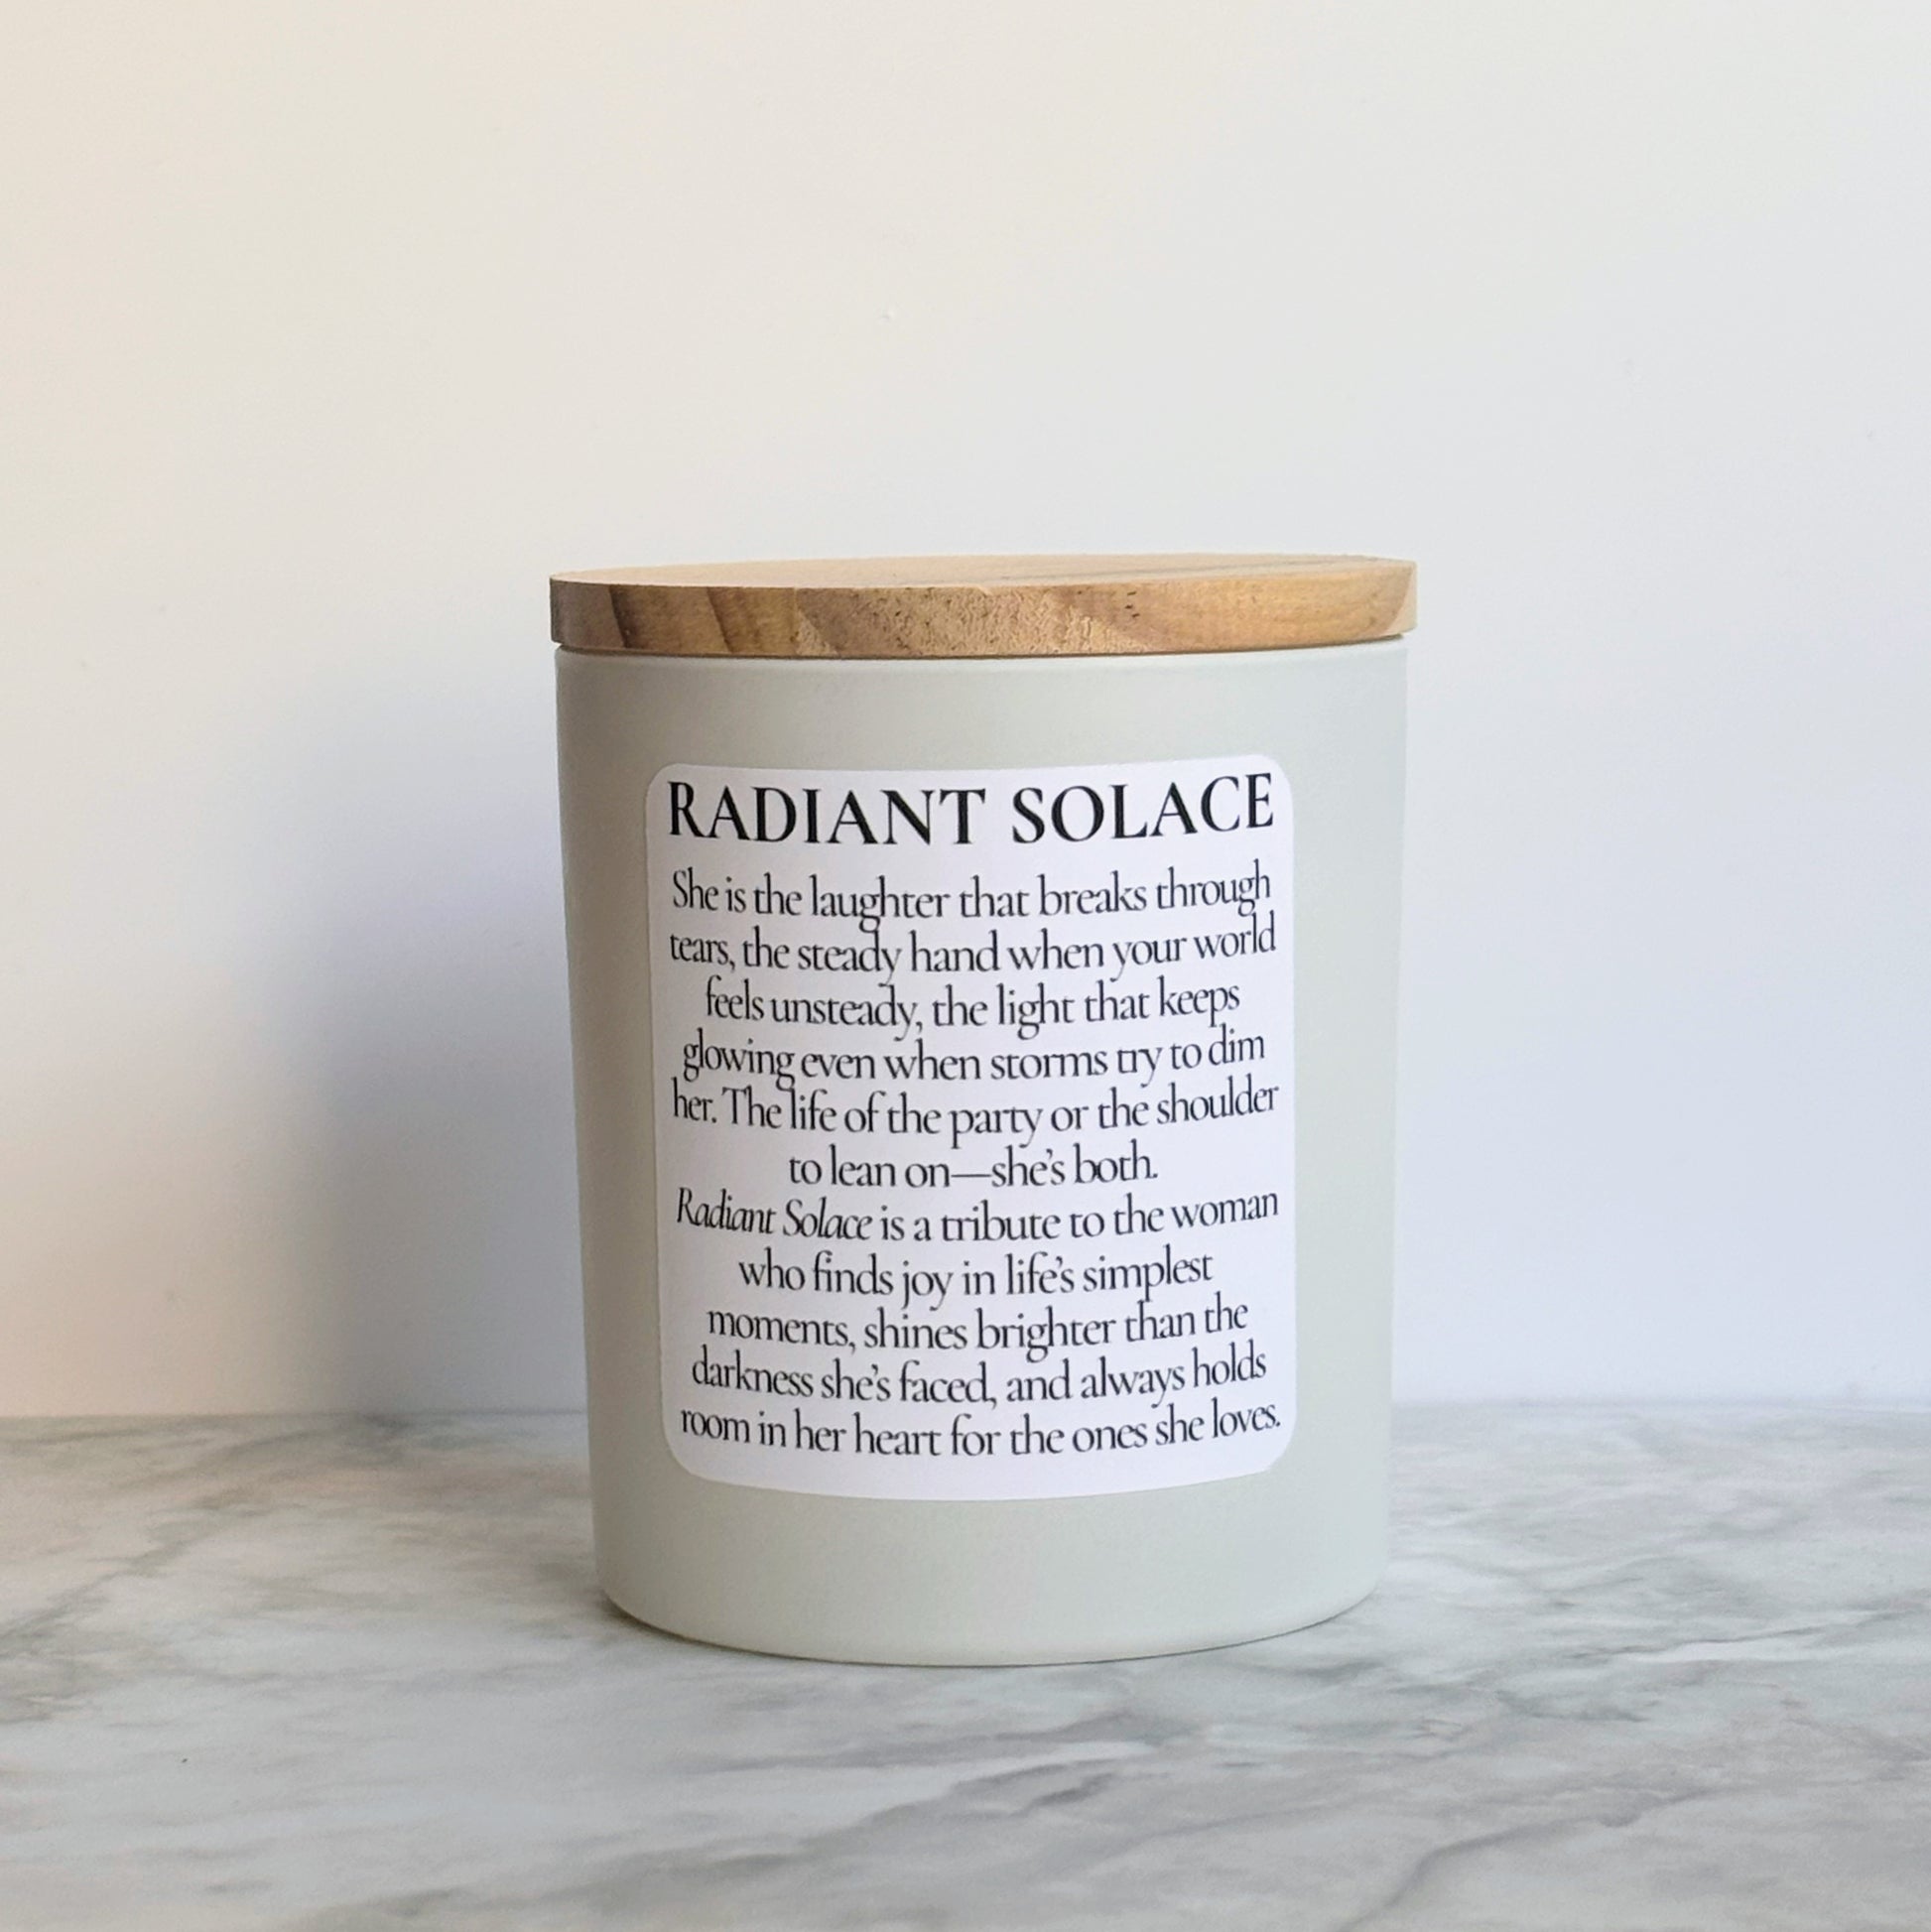 RADIANT SOLACE
She is the laughter that breaks through
tears, the steady hand when your world
feels unsteady, the light that keeps
glowing even when storms try to dim
her. The life of the party or the shoulder
to lean on—she's both.
Radiant Solace is a tribute to the woman
who finds joy in life's simplest
moments, shines brighter than the
darkness she's faced, and always holds
room in her heart for the ones she loves.